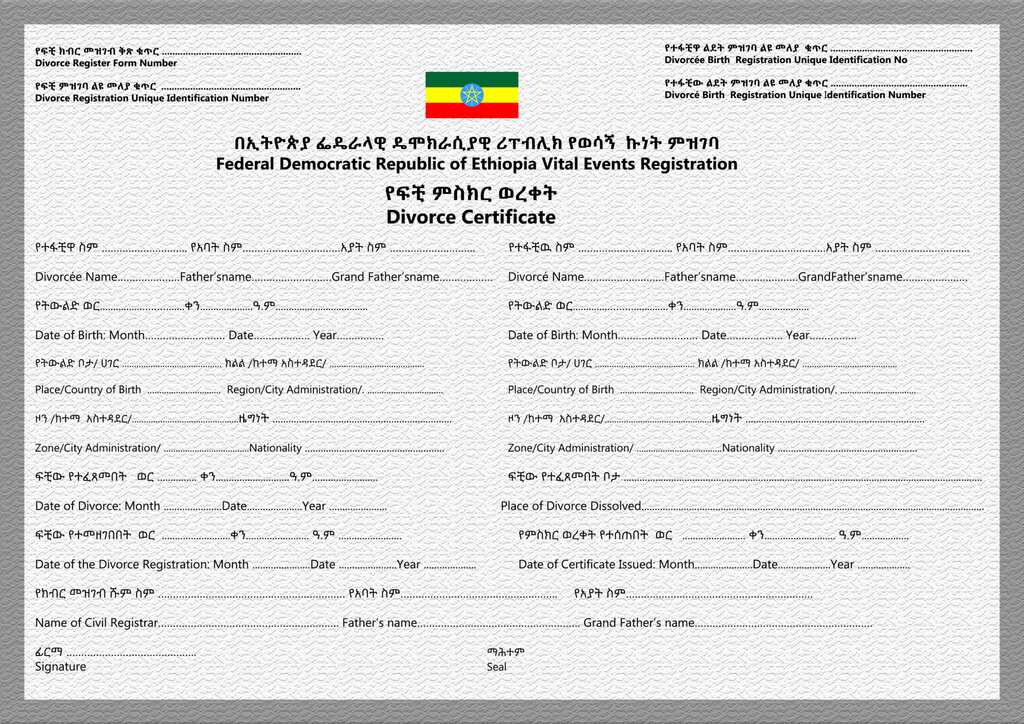 የፍቺ ክብር መዝገብ ቅጽ ቁጥር ......................................................
Divorce Register Form Number
የፍቺ ምዝገባ ልዩ መለያ ቁጥር ......................................................
Divorce Registration Unique Identification Number
የተፋቺዋ ልደት ምዝገባ ልዩ መለያ ቁጥር ......................................................
Divorcée Birth Registration Unique Identification No
የተፋቺው ልደት ምዝገባ ልዩ መለያ ቁጥር ......................................................
Divorcé Birth Registration Unique Identification Number
በኢትዮጵያ ፌዴራላዊ ዴሞክራሲያዊ ሪፐብሊክ የወሳኝ ኩነት ምዝገባ
Federal Democratic Republic of Ethiopia Vital Events Registration
የፍቺ ምስክር ወረቀት
Divorce Certificate
የተፋቺዋ ስም ............................ የአባት ስም................................አያት ስም ............................ የተፋቺዉ ስም ............................... የአባት ስም................................አያት ስም ...............................
Divorcée Name.....................Father'sname...........................Grand Father'sname.................. Divorcé Name...........................Father'sname.....................GrandFather'sname......................
የትውልድ ወር............................ቀን..................ዓ.ም............................... የትውልድ ወር................................ቀን..................ዓ.ም.................
Date of Birth: Month........................... Date................... Year................ Date of Birth: Month........................... Date................... Year................
የትውልድ ቦታ/ ሀገር ........................................ ክልል /ከተማ አስተዳደር/ ...................................... የትውልድ ቦታ/ ሀገር ........................................ ክልል /ከተማ አስተዳደር/ ......................................
Place/Country of Birth .............................. Region/City Administration/. .............................. Place/Country of Birth .............................. Region/City Administration/. ..............................
ዞን /ከተማ አስተዳደር/...........................................ዜግነት ............................................................ ዞን /ከተማ አስተዳደር/...........................................ዜግነት ............................................................
Zone/City Administration/ ...................................Nationality ............................................... Zone/City Administration/ ...................................Nationality ...............................................
ፍቺው የተፈጸመበት ወር ............. ቀን.........................ዓ.ም...................... ፍቺው የተፈጸመበት ቦታ ........................................................................................................................
Date of Divorce: Month ....................Date...................Year ................... Place of Divorce Dissolved....................................................................................................................
ፍቺው የተመዘገበበት ወር .......................ቀን..................... ዓ.ም ..................... የምስክር ወረቀት የተሰጠበት ወር ..................... ቀን........................ ዓ.ም................
Date of the Divorce Registration: Month ....................Date ....................Year .................. Date of Certificate Issued: Month....................Date..................Year ..................
የክብር መዝገብ ሹም ስም ............................................................... የአባት ስም..................................................... የአያት ስም...............................................................
Name of Civil Registrar............................................................. Father's name....................................................... Grand Father's name............................................................
ፊርማ ............................................
Signature
ማሕተም
Seal